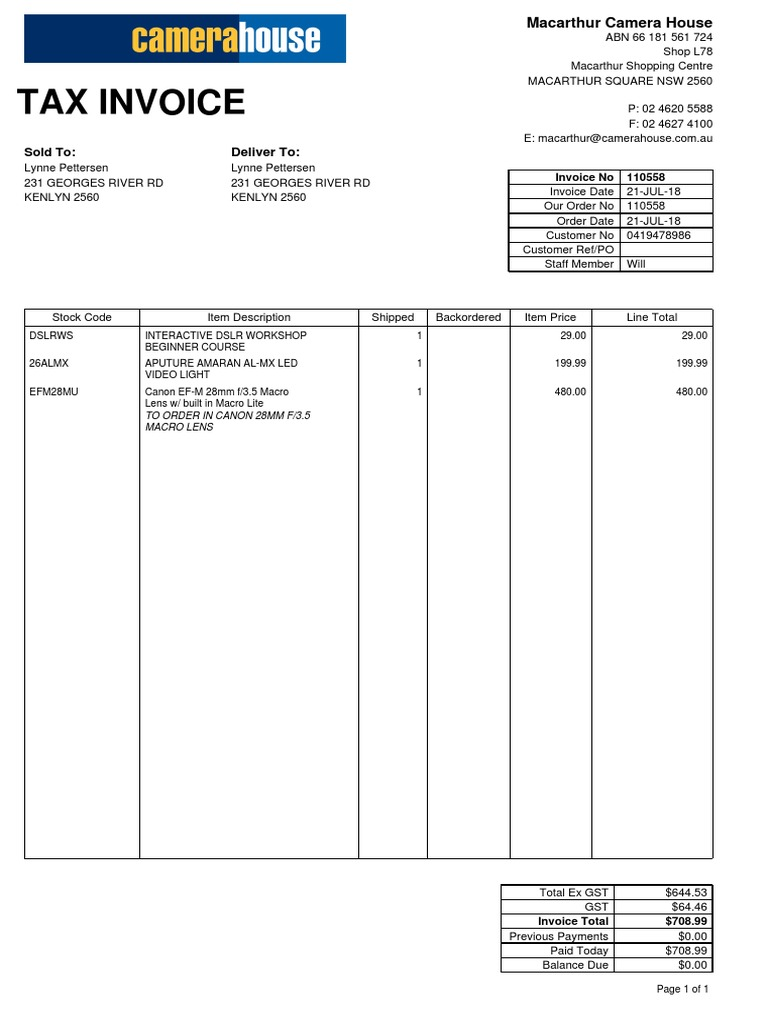 camerahouse
Macarthur Camera House
ABN 66 181 561 724
Shop L78
Macarthur Shopping Centre
MACARTHUR SQUARE NSW 2560
P: 02 4620 5588
F: 02 4627 4100
E: macarthur@camerahouse.com.au
TAX INVOICE
Sold To:
Lynne Pettersen
231 GEORGES RIVER RD
KENLYN 2560
Deliver To:
Lynne Pettersen
231 GEORGES RIVER RD
KENLYN 2560
Invoice No 110558
Invoice Date 21-JUL-18
Our Order No 110558
Order Date 21-JUL-18
Customer No 0419478986
Customer Ref/PO
Staff Member Will
Stock Code Item Description Shipped Backordered Item Price Line Total
DSLRWS INTERACTIVE DSLR WORKSHOP 1 29.00 29.00
BEGINNER COURSE
26ALMX APUTURE AMARAN AL-MX LED 1 199.99 199.99
VIDEO LIGHT
EFM28MU Canon EF-M 28mm f/3.5 Macro 1 480.00 480.00
Lens w/ built in Macro Lite
TO ORDER IN CANON 28MM F/3.5
MACRO LENS
Total Ex GST $644.53
GST $64.46
Invoice Total $708.99
Previous Payments $0.00
Paid Today $708.99
Balance Due $0.00
Page 1 of 1